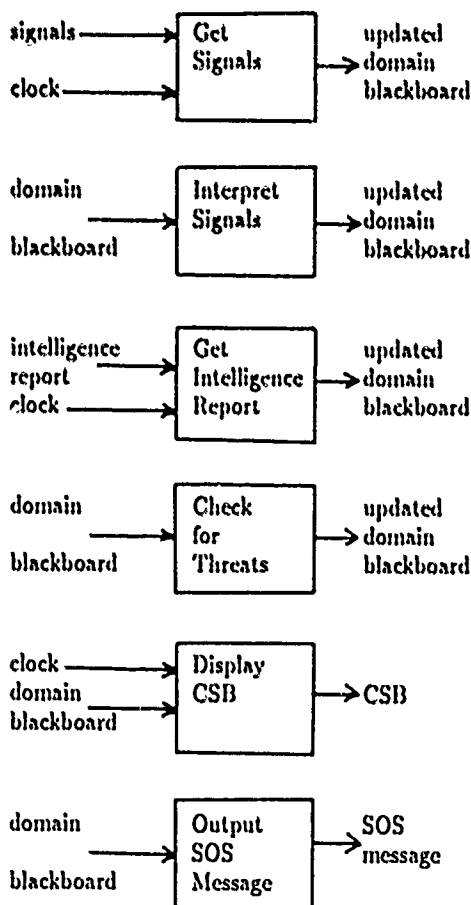 signals
clock
Get
Signals
updated
domain
blackboard
domain
blackboard
Interpret
Signals
updated
domain
blackboard
intelligence
report
clock
Get
Intelligence
Report
updated
domain
blackboard
domain
blackboard
Check
for
Threats
updated
domain
blackboard
clock
domain
blackboard
Display
CSB
CSB
domain
blackboard
Output
SOS
Message
SOS
message